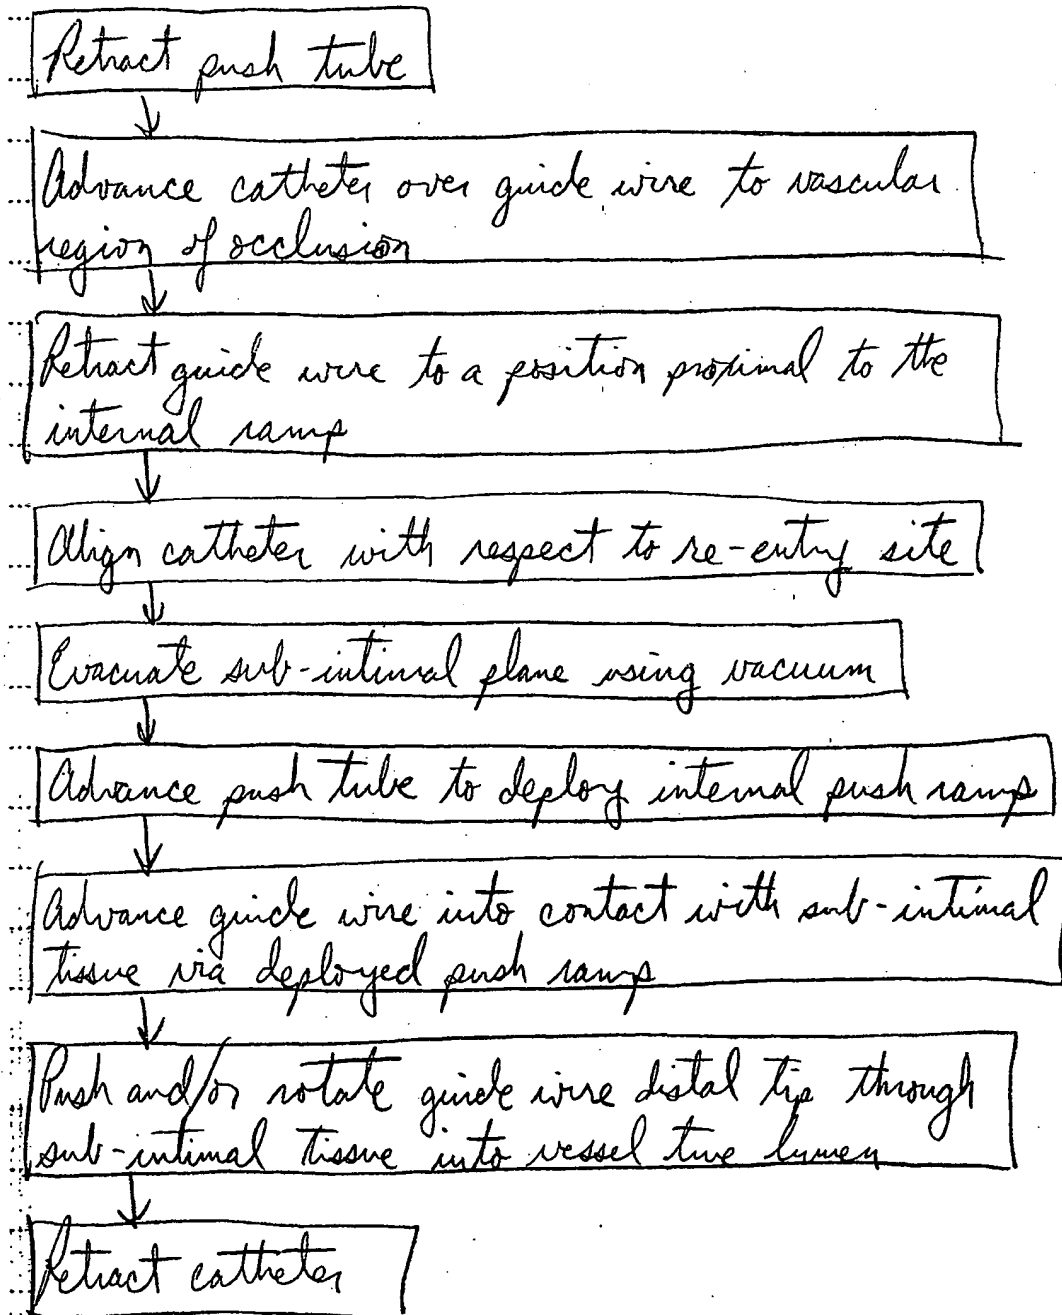 Retract push tube
Advance catheter over guide wire to vascular
region of occlusion
Retract guide wire to a position proximal to the
internal ramp
Align catheter with respect to re-entry site
Evacuate sub-intimal plane using vacuum
Advance push tube to deploy internal push ramp
Advance guide wire into contact with sub-intimal
tissue via deployed push ramp
Push and/or rotate guide wire distal tip through
sub-intimal tissue into vessel true lumen
Retract catheter